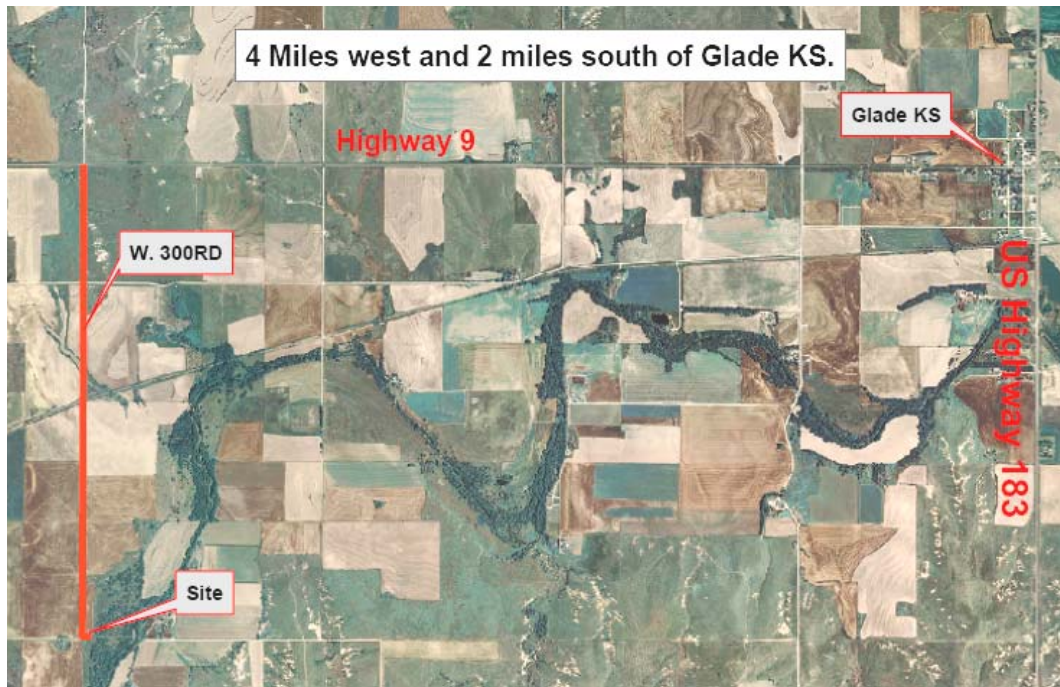 4 Miles west and 2 miles south of Glade KS.
Glade KS
Highway 9
W. 300RD
US Highway 183
Site